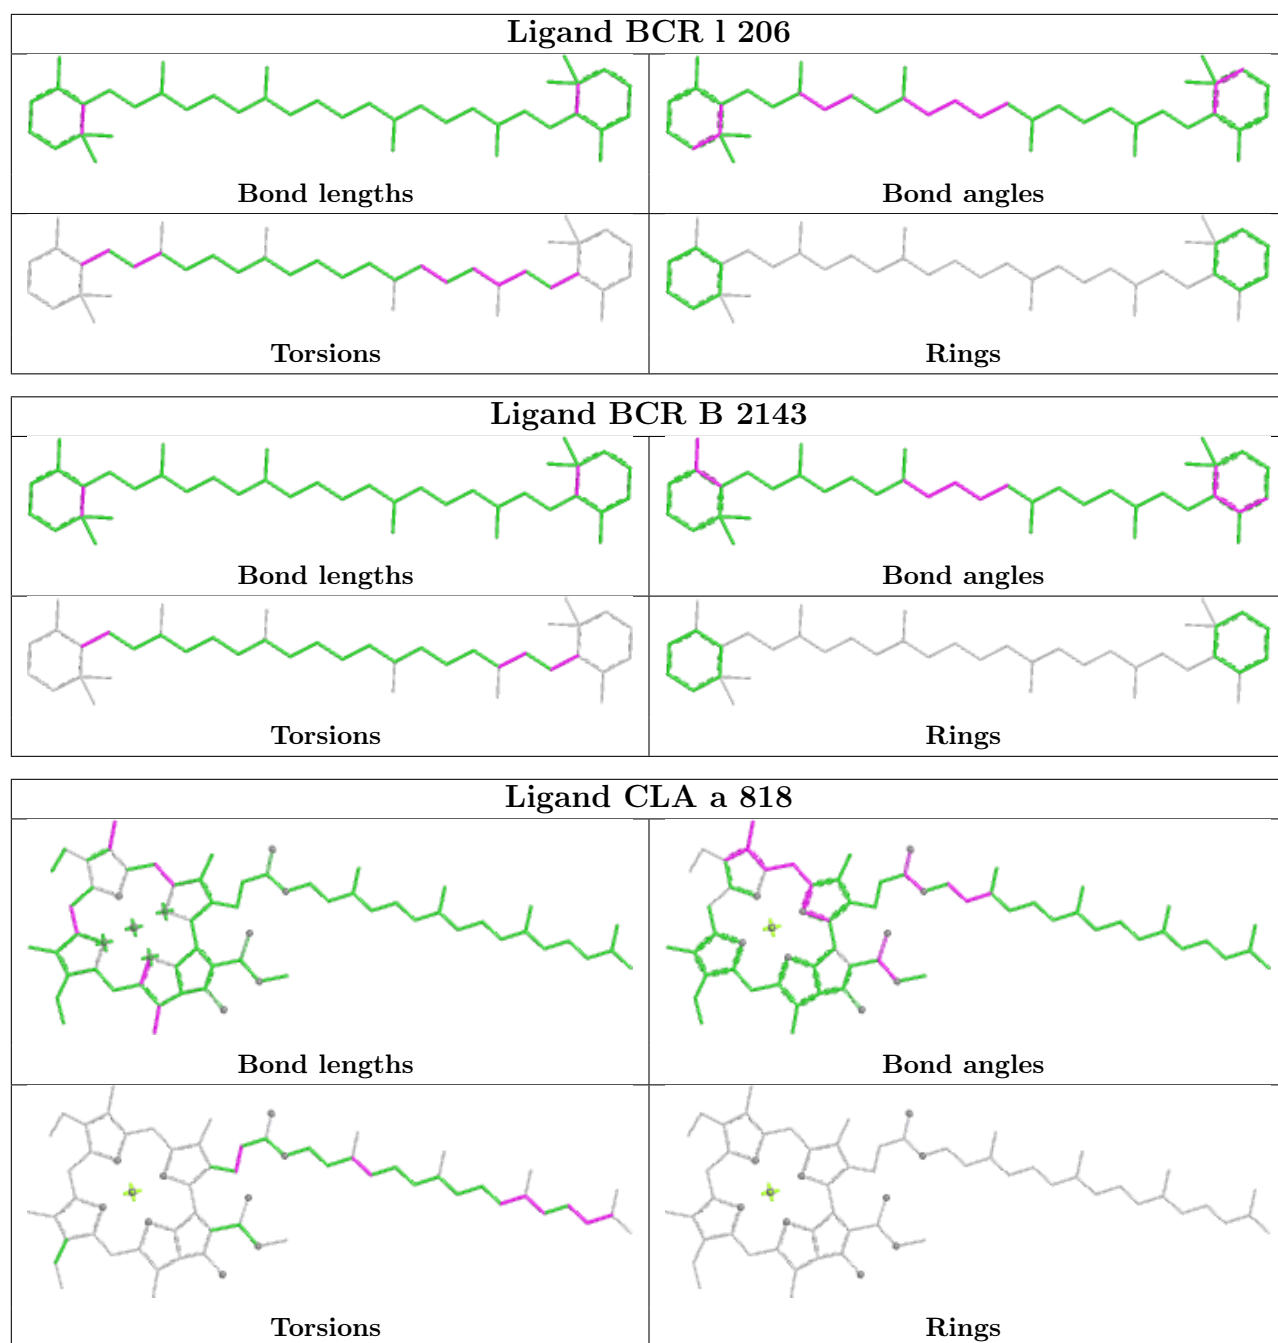 Ligand BCR l 206
Bond lengths
Bond angles
Torsions
Rings
Ligand BCR B 2143
Bond lengths
Bond angles
Torsions
Rings
Ligand CLA a 818
Bond lengths
Bond angles
Torsions
Rings